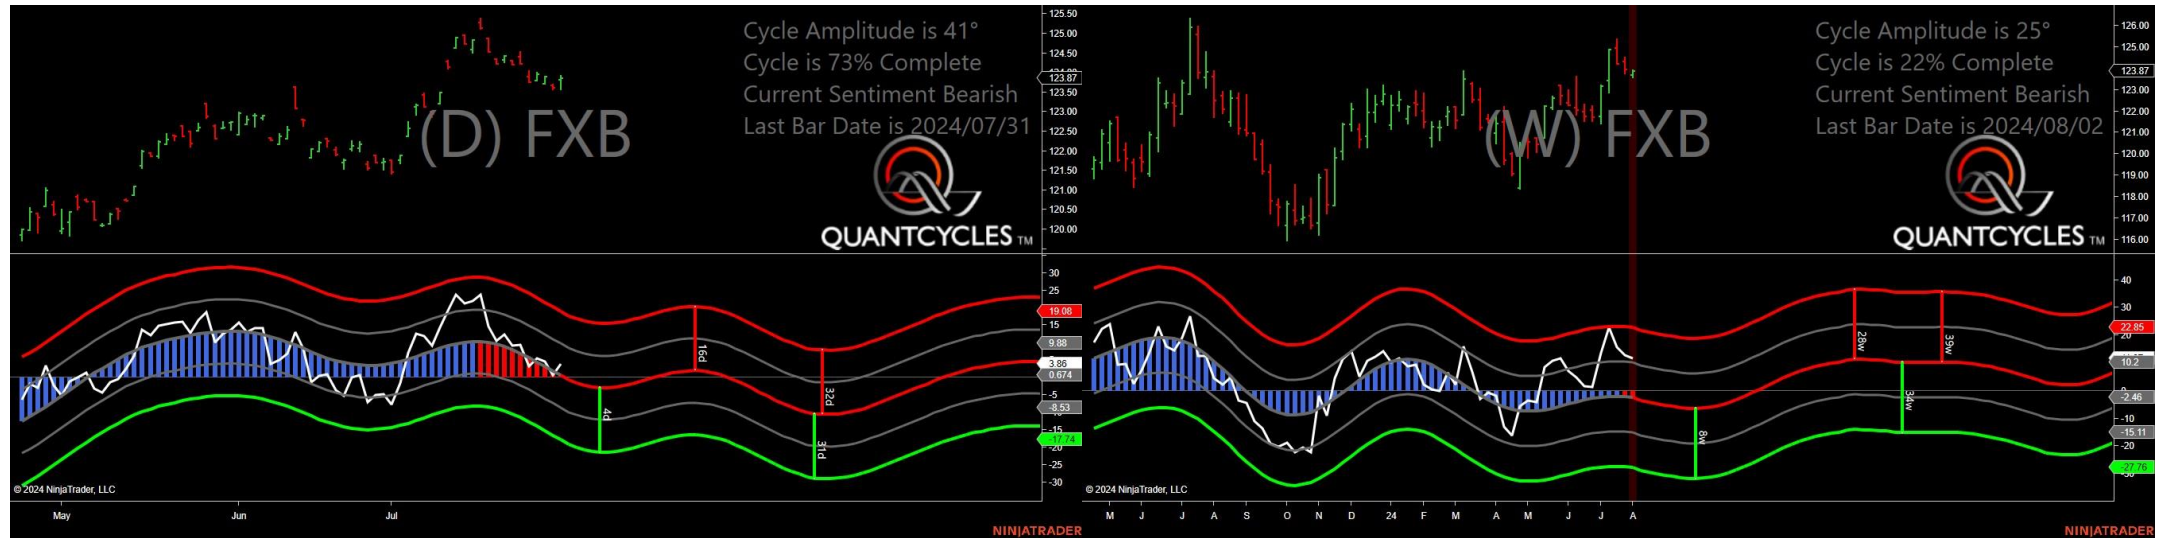 Cycle Amplitude is 41°
Cycle is 73% Complete
Current Sentiment Bearish
Last Bar Date is 2024/07/31
(D) FXB
QUANTCYCLES TM
125.50
125.00
124.50
123.87
123.50
122.50
122.00
121.50
121.00
120.50
120.00
30
25
19.08
15
9.88
3.86
0.674
-5
-8.53
-15
-17.74
-20
-25
-30
4d
16d
32d
31d
© 2024 NinjaTrader, LLC
May Jun Jul
NINJATRADER
Cycle Amplitude is 25°
Cycle is 22% Complete
Current Sentiment Bearish
Last Bar Date is 2024/08/02
(W) FXB
QUANTCYCLES TM
126.00
125.00
123.87
123.00
122.00
121.00
120.00
119.00
118.00
117.00
116.00
40
30
22.85
20
10.2
0
-2.46
-10
-15.11
-20
-27.76
8w
28w
34w
39w
© 2024 NinjaTrader, LLC
M J J A S O N D 24 F M A M J J A
NINJATRADER